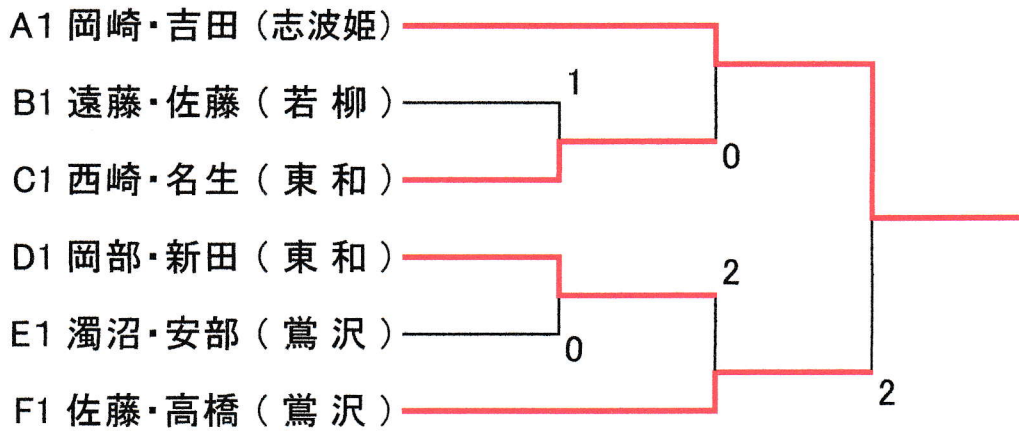 A1 岡崎・吉田（志波姫）
1
B1 遠藤・佐藤（若柳）
0
C1 西崎・名生（東和）
D1 岡部・新田（東和）
2
E1 濁沼・安部（鴬沢）
0
2
F1 佐藤・高橋（鴬沢）